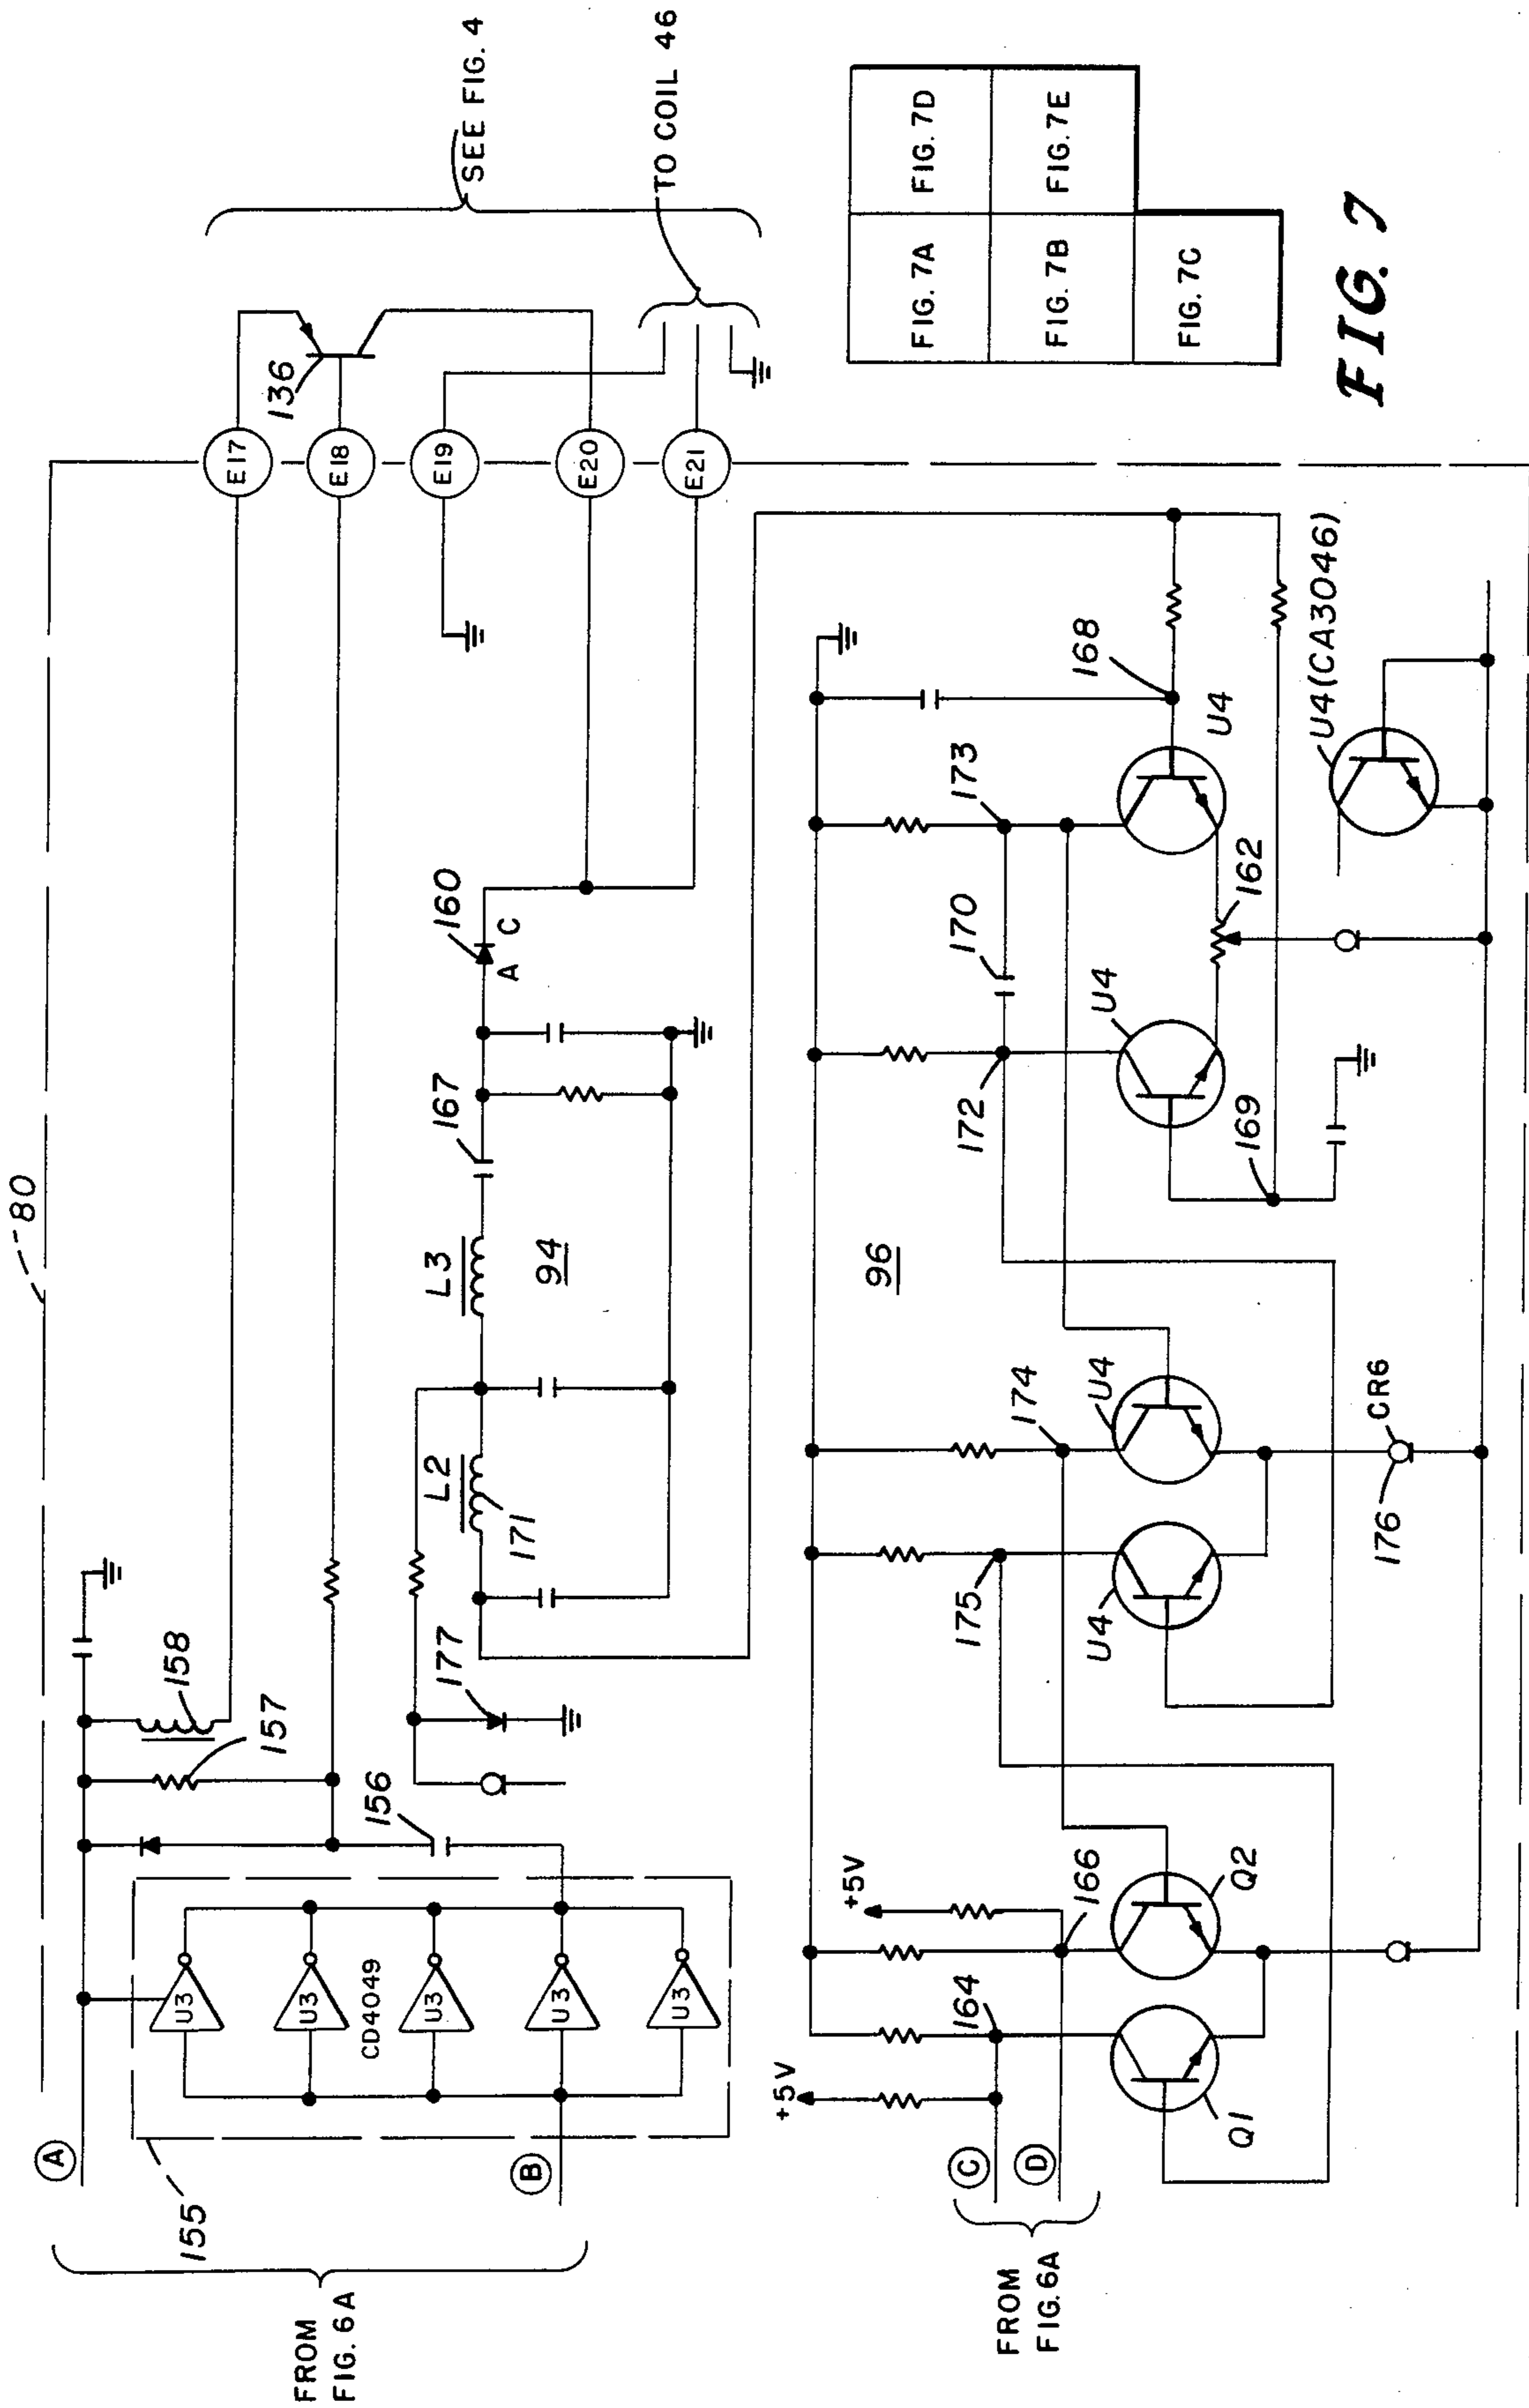 80
SEE FIG. 4
TO COIL 46
A
158
157
E17
E18
E19
E20
E21
136
155
U3
U3
U3
U3
U3
CD4049
156
B
FROM
FIG. 6A
177
L2
171
L3
94
167
A
C
160
FIG. 7A
FIG. 7D
FIG. 7B
FIG. 7E
FIG. 7C
FIG. 7
96
+5V
+5V
164
166
C
D
FROM
FIG. 6A
Q1
Q2
175
174
U4
U4
176
CR6
172
170
173
168
U4
U4
169
162
U4(CA3046)